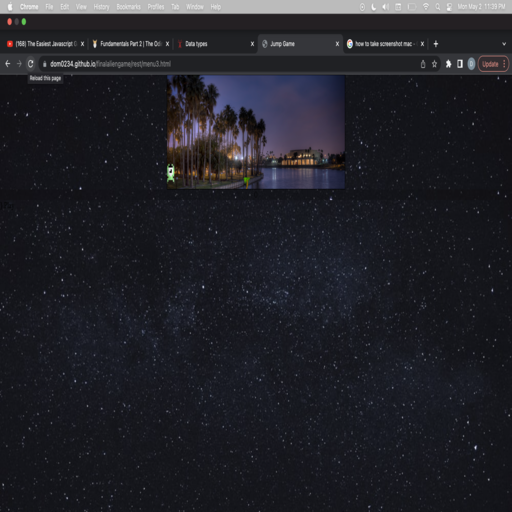 Chrome File Edit View History Bookmarks Profiles Tab Window Help Mon May 2 11:39 PM
(168) The Easiest Javascript G Fundamentals Part 2 | The Odi Data types Jump Game how to take screenshot mac -
dom0234.github.io/finalaliengame/rest/menu3.html Update
Reload this page